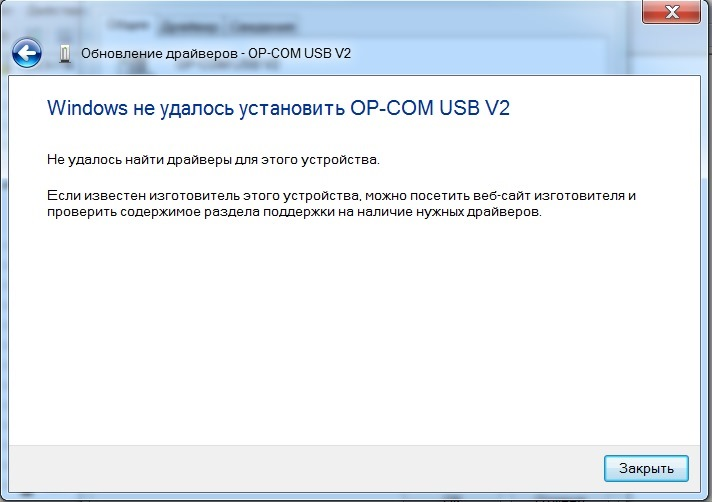 Обновление драйверов - OP-COM USB V2
Windows не удалось установить OP-COM USB V2
Не удалось найти драйверы для этого устройства.
Если известен изготовитель этого устройства, можно посетить веб-сайт изготовителя и
проверить содержимое раздела поддержки на наличие нужных драйверов.
Закрыть